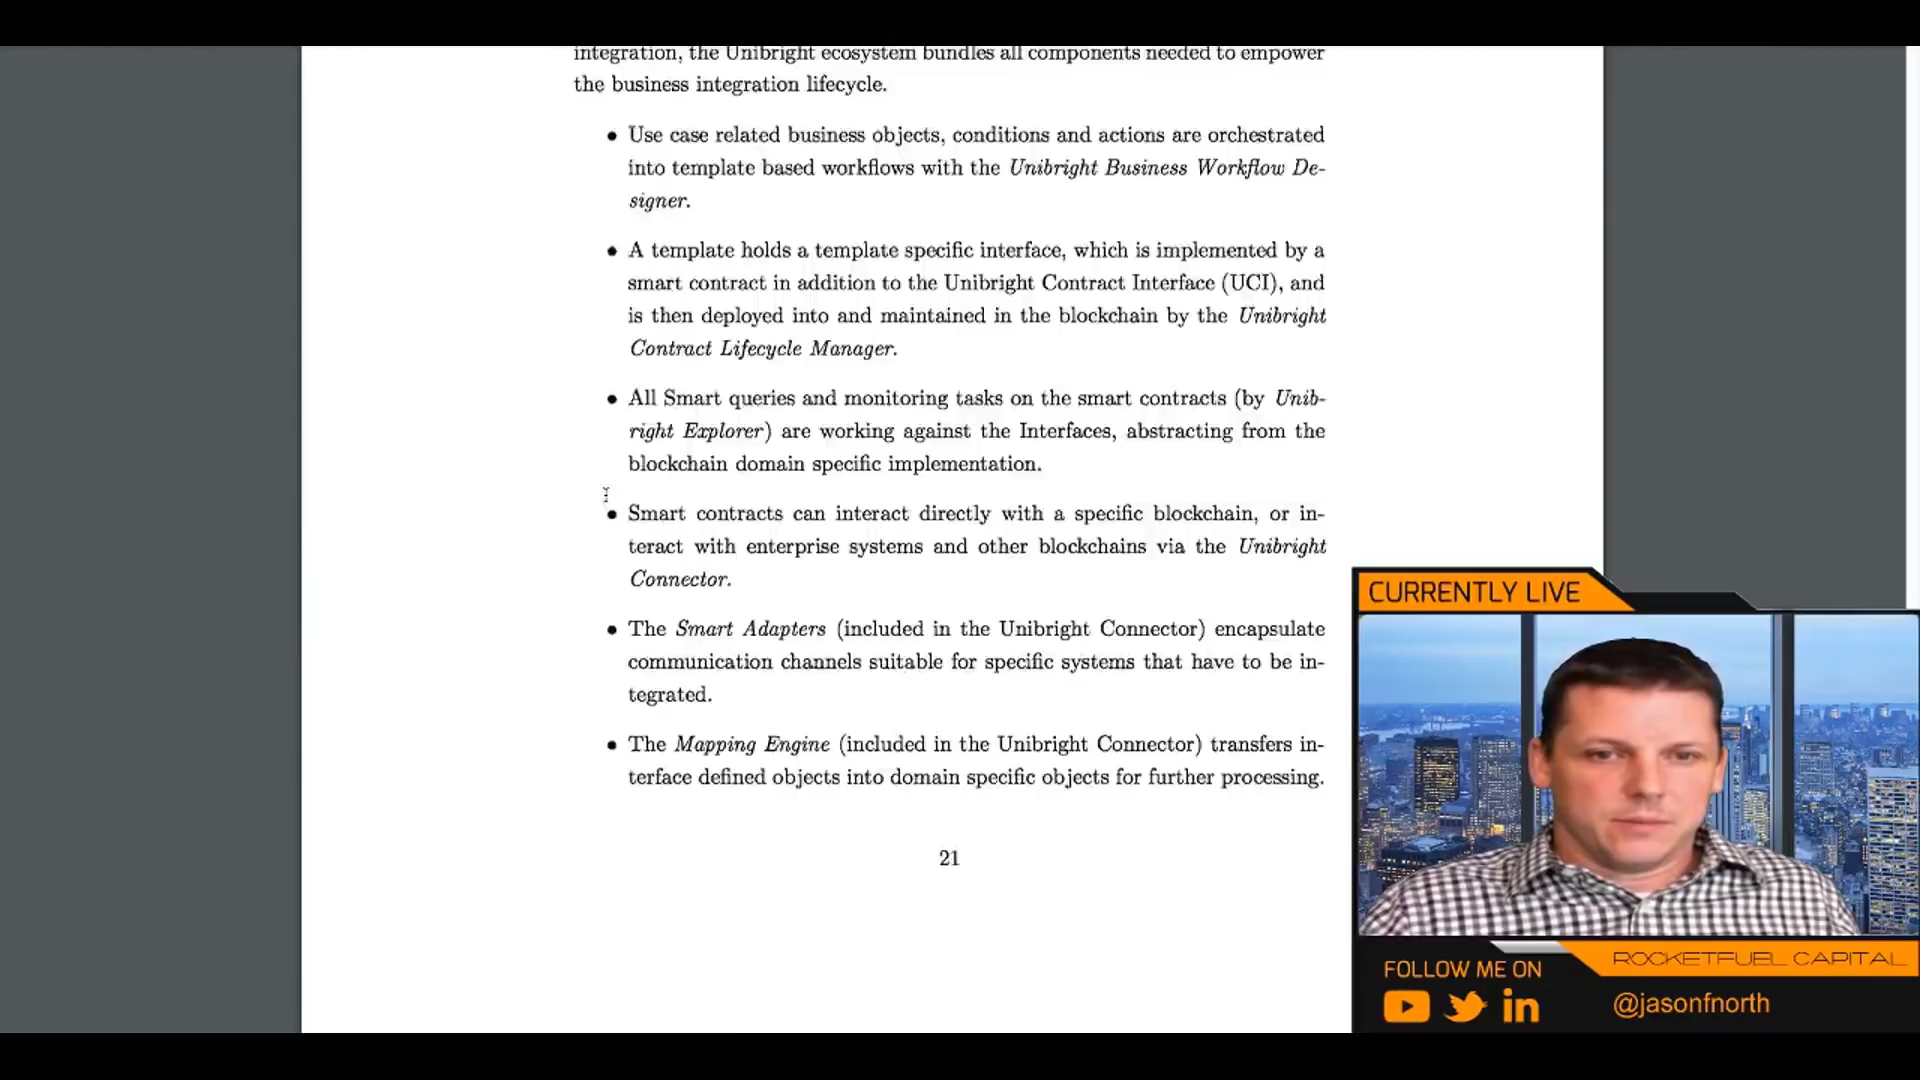 integration, the Unibright ecosystem bundles all components needed to empower
the business integration lifecycle.
• Use case related business objects, conditions and actions are orchestrated
into template based workflows with the Unibright Business Workflow De-
signer.
• A template holds a template specific interface, which is implemented by a
smart contract in addition to the Unibright Contract Interface (UCI), and
is then deployed into and maintained in the blockchain by the Unibright
Contract Lifecycle Manager.
• All Smart queries and monitoring tasks on the smart contracts (by Unib-
right Explorer) are working against the Interfaces, abstracting from the
blockchain domain specific implementation.
• Smart contracts can interact directly with a specific blockchain, or in-
teract with enterprise systems and other blockchains via the Unibright
Connector.
• The Smart Adapters (included in the Unibright Connector) encapsulate
communication channels suitable for specific systems that have to be in-
tegrated.
• The Mapping Engine (included in the Unibright Connector) transfers in-
terface defined objects into domain specific objects for further processing.
21
CURRENTLY LIVE
FOLLOW ME ON
ROCKETFUEL CAPITAL
@jasonfnorth